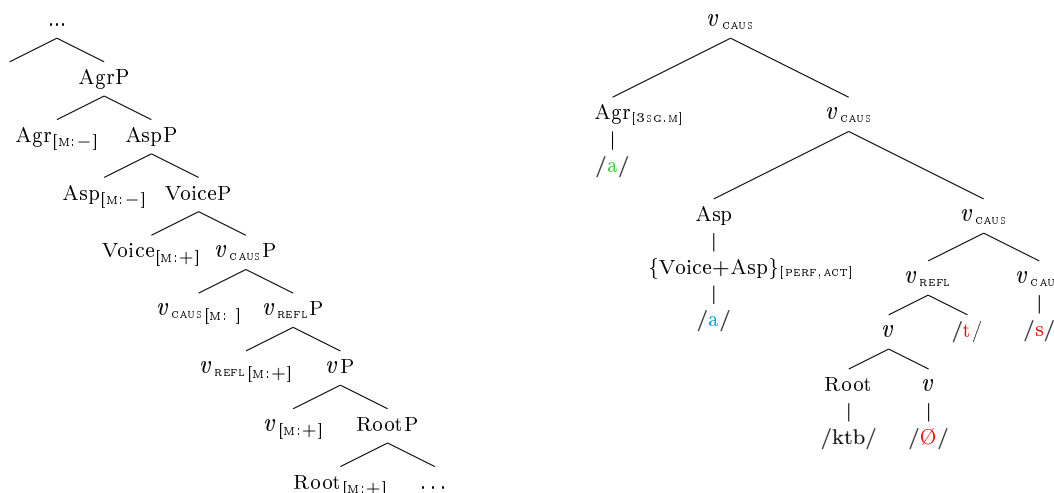 ...
AgrP
Agr[M:−] AspP
Asp[M:−] VoiceP
Voice[M:+] vCAUSP
vCAUS[M: ] vREFLP
vREFL[M:+] vP
v[M:+] RootP
Root[M:+] ...
vCAUS
Agr[3SG.M] vCAUS
/a/
Asp vCAUS
{Voice+Asp}[PERF,ACT] vREFL vCAU
/a/ v /t/ /s/
Root v
/ktb/ /Ø/